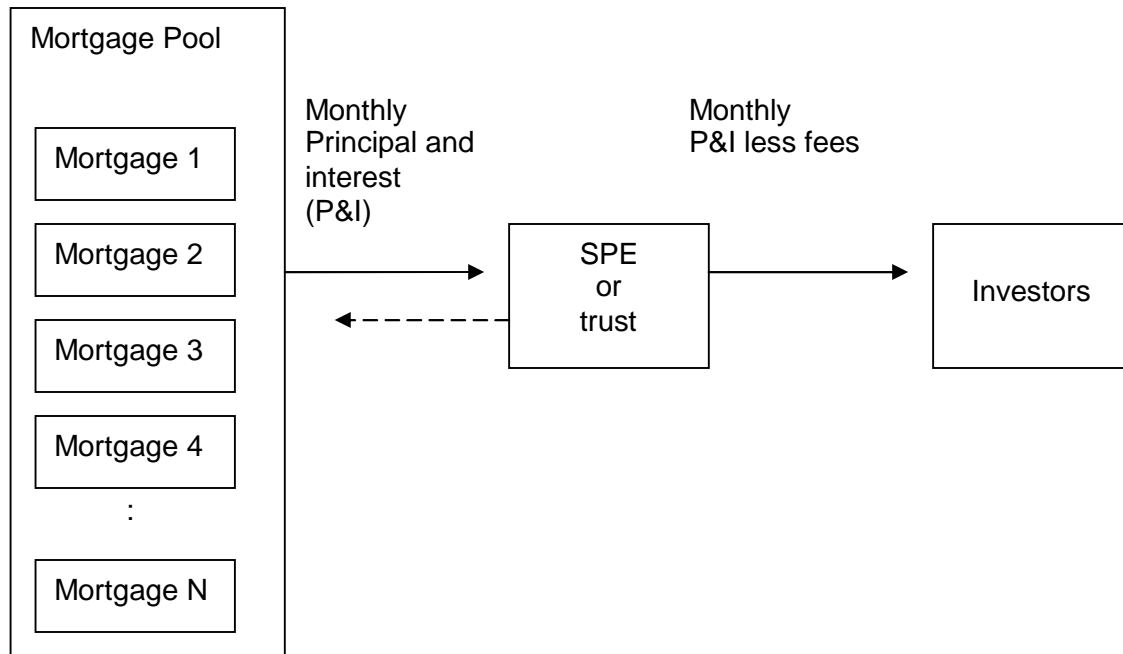 Mortgage Pool
Mortgage 1
Mortgage 2
Mortgage 3
Mortgage 4
:
Mortgage N
Monthly
Principal and
interest
(P&I)
SPE
or
trust
Monthly
P&I less fees
Investors